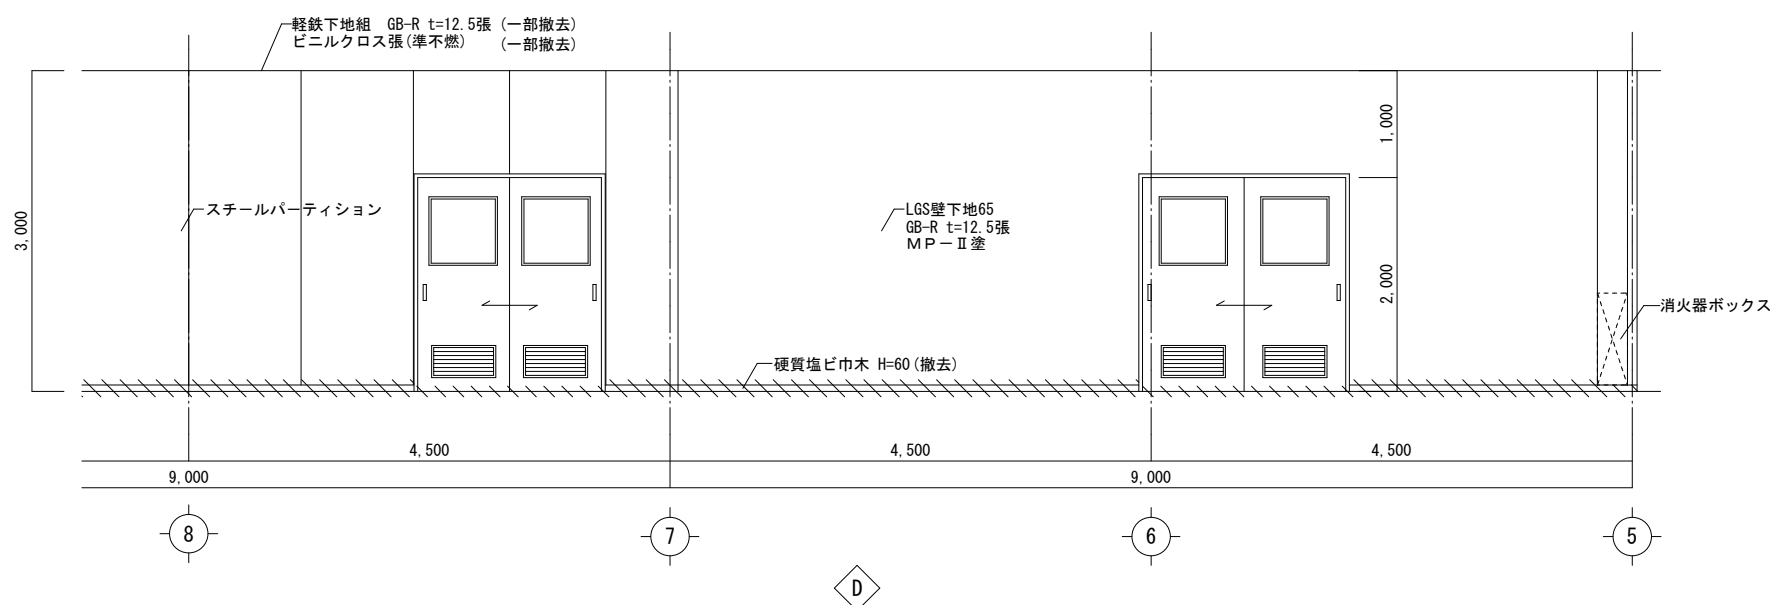 軽鉄下地組 GB-R t=12.5張 (一部撤去)
ビニルクロス張(準不燃) (一部撤去)
3,000
スチールパーティション
LGS壁下地65
GB-R t=12.5張
MP-Ⅱ塗
1,000
2,000
消火器ボックス
硬質塩ビ巾木 H=60(撤去)
4,500
4,500
4,500
9,000
9,000
8
7
6
5
D